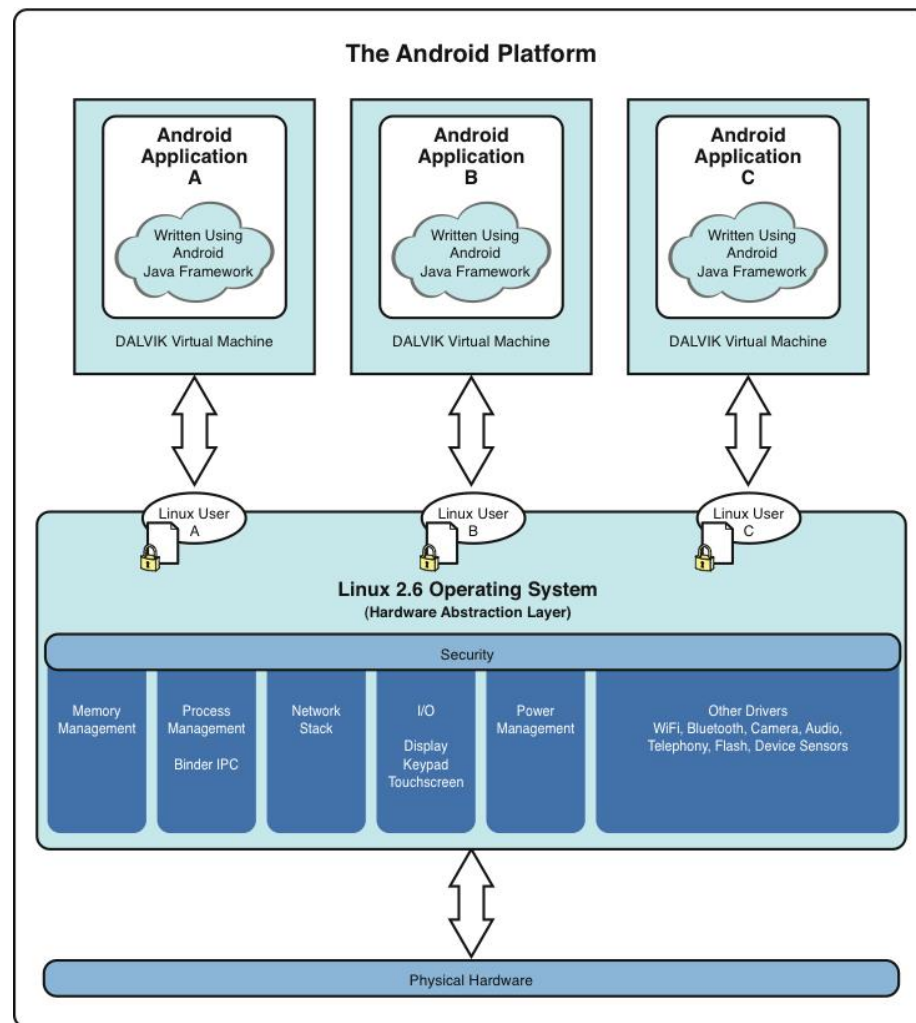 The Android Platform
Android
Application
A
Written Using
Android
Java Framework
DALVIK Virtual Machine
Android
Application
B
Written Using
Android
Java Framework
DALVIK Virtual Machine
Android
Application
C
Written Using
Android
Java Framework
DALVIK Virtual Machine
Linux User
A
Linux User
B
Linux User
C
Linux 2.6 Operating System
(Hardware Abstraction Layer)
Security
Memory
Management
Process
Management
Binder IPC
Network
Stack
I/O
Display
Keypad
Touchscreen
Power
Management
Other Drivers
WiFi, Bluetooth, Camera, Audio,
Telephony, Flash, Device Sensors
Physical Hardware